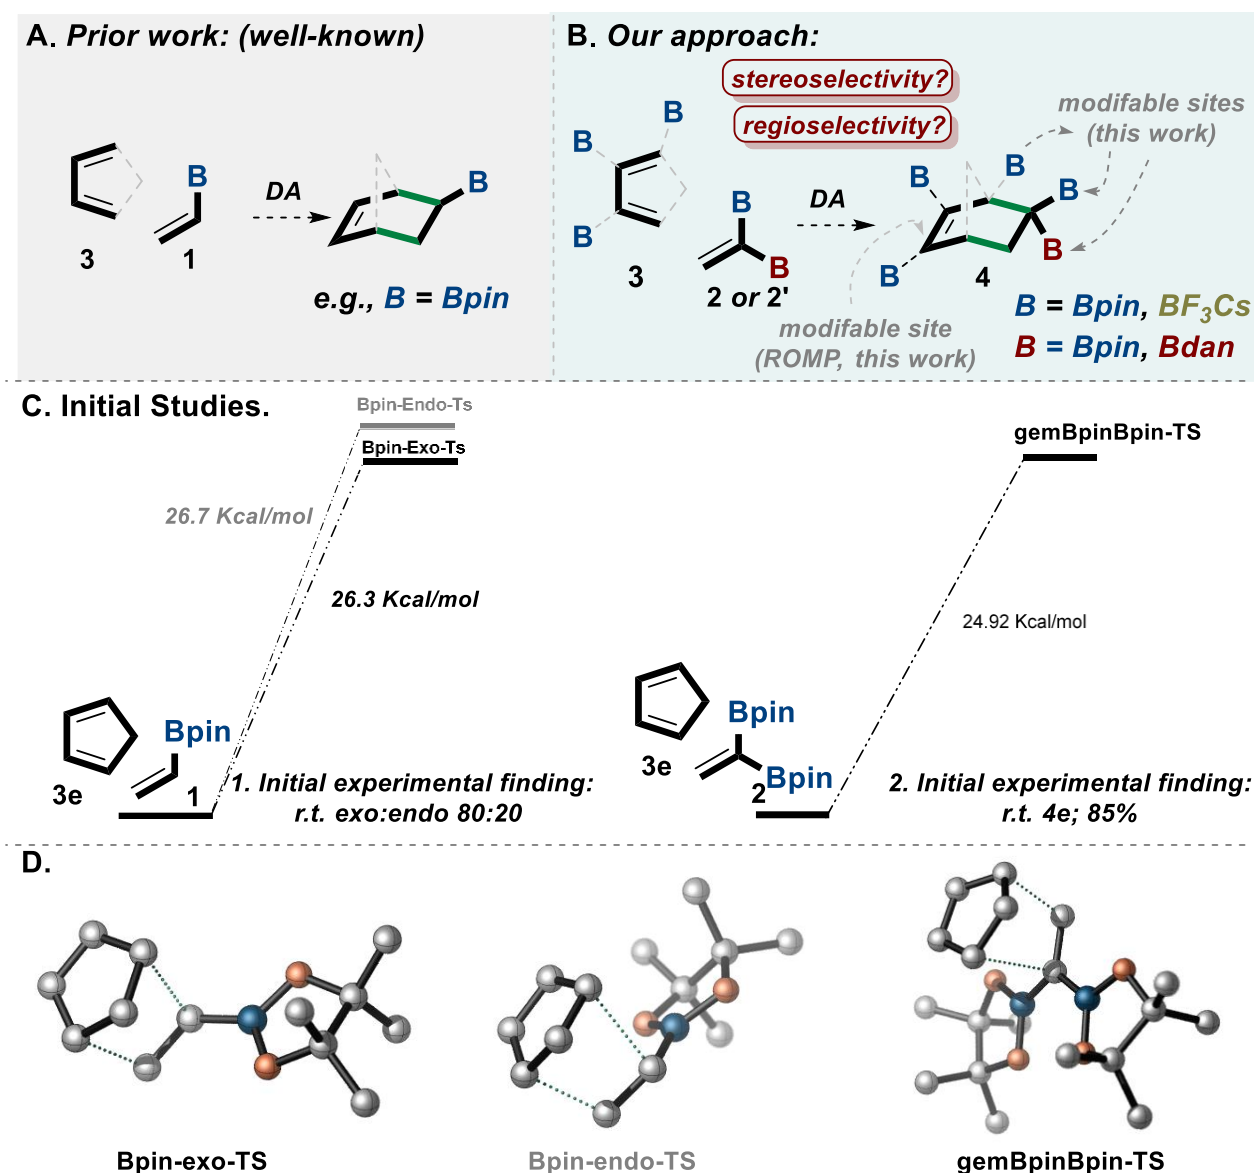 A. Prior work: (well-known)
B
DA
B
3
1
e.g., B = Bpin
B. Our approach:
stereoselectivity?
regioselectivity?
modifable sites
(this work)
B
B
B
B
B
3
2 or 2'
DA
B
B
B
B
B
4
modifable site
(ROMP, this work)
B = Bpin, BF3Cs
B = Bpin, Bdan
C. Initial Studies.
Bpin-Endo-Ts
Bpin-Exo-Ts
26.7 Kcal/mol
26.3 Kcal/mol
Bpin
3e
1
1. Initial experimental finding:
r.t. exo:endo 80:20
gemBpinBpin-TS
24.92 Kcal/mol
Bpin
3e
Bpin
2
2. Initial experimental finding:
r.t. 4e; 85%
D.
Bpin-exo-TS
Bpin-endo-TS
gemBpinBpin-TS